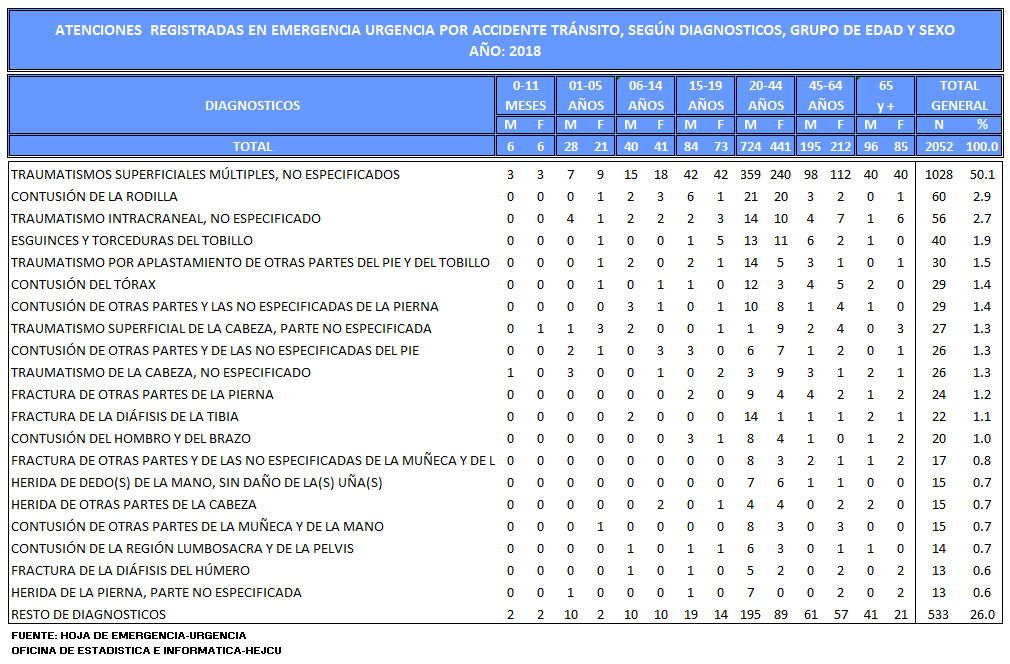 ATENCIONES REGISTRADAS EN EMERGENCIA URGENCIA POR ACCIDENTE TRÁNSITO, SEGÚN DIAGNOSTICOS, GRUPO DE EDAD Y SEXO
AÑO: 2018
DIAGNOSTICOS 0-11 MESES 01-05 AÑOS 06-14 AÑOS 15-19 AÑOS 20-44 AÑOS 45-64 AÑOS 65 y + TOTAL GENERAL
M F M F M F M F M F M F M F N %
TOTAL 6 6 28 21 40 41 84 73 724 441 195 212 96 85 2052 100.0
TRAUMATISMOS SUPERFICIALES MÚLTIPLES, NO ESPECIFICADOS 3 3 7 9 15 18 42 42 359 240 98 112 40 40 1028 50.1
CONTUSIÓN DE LA RODILLA 0 0 0 1 2 3 6 1 21 20 3 2 0 1 60 2.9
TRAUMATISMO INTRACRANEAL, NO ESPECIFICADO 0 0 4 1 2 2 2 3 14 10 4 7 1 6 56 2.7
ESGUINCES Y TORCEDURAS DEL TOBILLO 0 0 0 1 0 0 1 5 13 11 6 2 1 0 40 1.9
TRAUMATISMO POR APLASTAMIENTO DE OTRAS PARTES DEL PIE Y DEL TOBILLO 0 0 0 1 2 0 2 1 14 5 3 1 0 1 30 1.5
CONTUSIÓN DEL TÓRAX 0 0 0 1 0 1 1 0 12 3 4 5 2 0 29 1.4
CONTUSIÓN DE OTRAS PARTES Y LAS NO ESPECIFICADAS DE LA PIERNA 0 0 0 0 3 1 0 1 10 8 1 4 1 0 29 1.4
TRAUMATISMO SUPERFICIAL DE LA CABEZA, PARTE NO ESPECIFICADA 0 1 1 3 2 0 0 1 1 9 2 4 0 3 27 1.3
CONTUSIÓN DE OTRAS PARTES Y DE LAS NO ESPECIFICADAS DEL PIE 0 0 2 1 0 3 3 0 6 7 1 2 0 1 26 1.3
TRAUMATISMO DE LA CABEZA, NO ESPECIFICADO 1 0 3 0 0 1 0 2 3 9 3 1 2 1 26 1.3
FRACTURA DE OTRAS PARTES DE LA PIERNA 0 0 0 0 0 0 2 0 9 4 4 2 1 2 24 1.2
FRACTURA DE LA DIÁFISIS DE LA TIBIA 0 0 0 0 2 0 0 0 14 1 1 1 2 1 22 1.1
CONTUSIÓN DEL HOMBRO Y DEL BRAZO 0 0 0 0 0 0 3 1 8 4 1 0 1 2 20 1.0
FRACTURA DE OTRAS PARTES Y DE LAS NO ESPECIFICADAS DE LA MUÑECA Y DE L 0 0 0 0 0 0 0 0 8 3 2 1 1 2 17 0.8
HERIDA DE DEDO(S) DE LA MANO, SIN DAÑO DE LA(S) UÑA(S) 0 0 0 0 0 0 0 0 7 6 1 1 0 0 15 0.7
HERIDA DE OTRAS PARTES DE LA CABEZA 0 0 0 0 0 2 0 1 4 4 0 2 2 0 15 0.7
CONTUSIÓN DE OTRAS PARTES DE LA MUÑECA Y DE LA MANO 0 0 0 1 0 0 0 0 8 3 0 3 0 0 15 0.7
CONTUSIÓN DE LA REGIÓN LUMBOSACRA Y DE LA PELVIS 0 0 0 0 1 0 1 1 6 3 0 1 1 0 14 0.7
FRACTURA DE LA DIÁFISIS DEL HÚMERO 0 0 0 0 1 0 1 0 5 2 0 2 0 2 13 0.6
HERIDA DE LA PIERNA, PARTE NO ESPECIFICADA 0 0 1 0 0 0 1 0 7 0 0 2 0 2 13 0.6
RESTO DE DIAGNOSTICOS 2 2 10 2 10 10 19 14 195 89 61 57 41 21 533 26.0
FUENTE: HOJA DE EMERGENCIA-URGENCIA
OFICINA DE ESTADISTICA E INFORMATICA-HEJCU